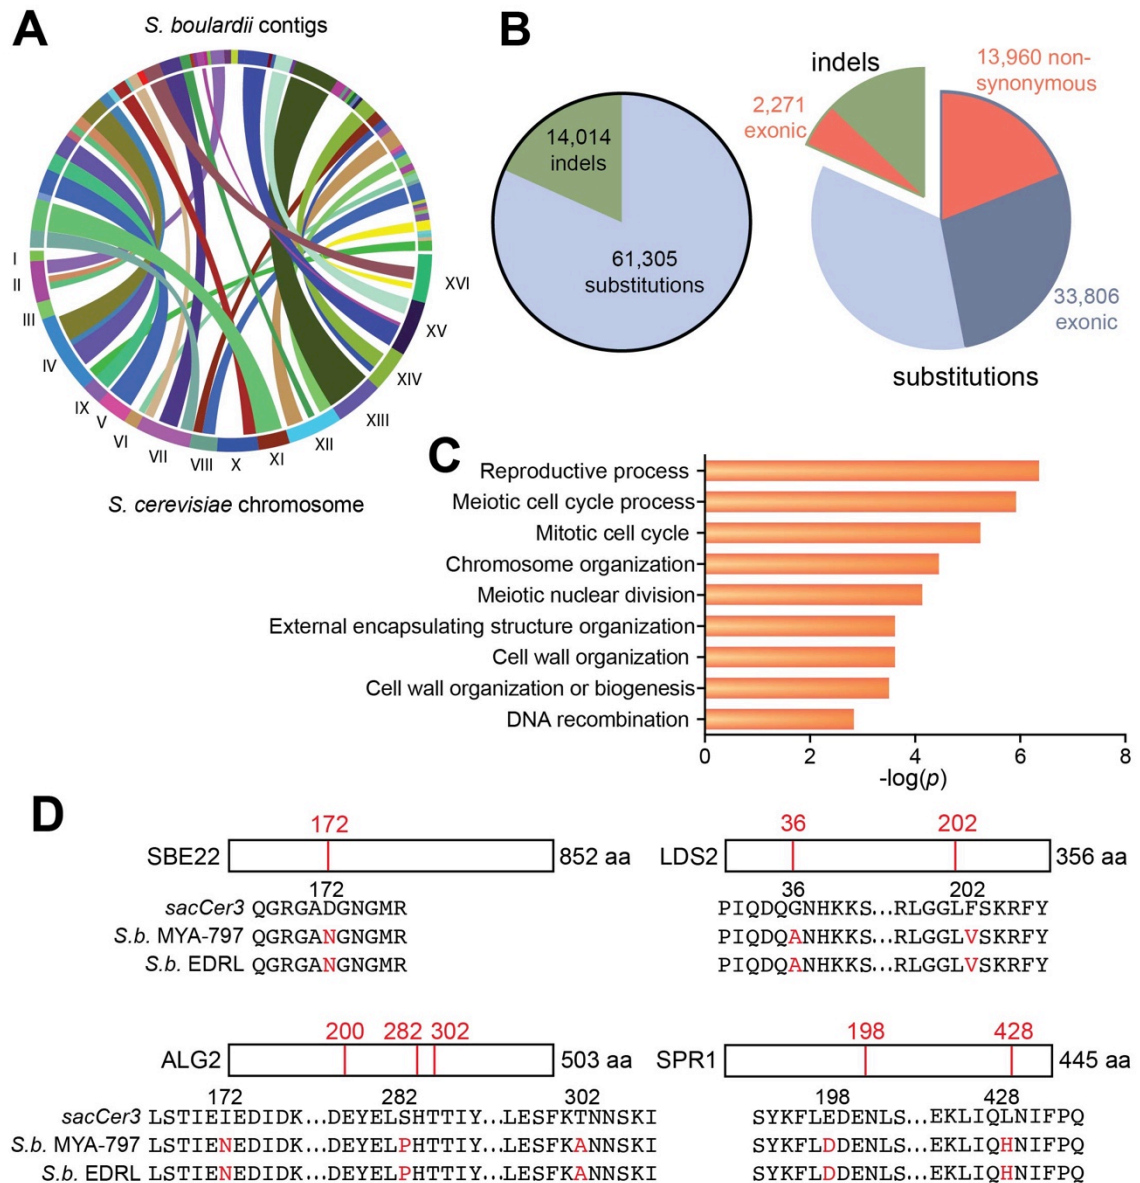 A
S. boulardii contigs
I
II
III
IV
IX
V
VI
VII
VIII
X
XI
XII
XIII
XIV
XV
XVI
S. cerevisiae chromosome
B
14,014
indels
61,305
substitutions
indels
2,271
exonic
13,960 non-
synonymous
33,806
exonic
substitutions
C
Reproductive process
Meiotic cell cycle process
Mitotic cell cycle
Chromosome organization
Meiotic nuclear division
External encapsulating structure organization
Cell wall organization
Cell wall organization or biogenesis
DNA recombination
0 2 4 6 8
-log(p)
D
172
SBE22 852 aa
172
sacCer3 QGRGADGNGMR
S.b. MYA-797 QGRGANGNGMR
S.b. EDRL QGRGANGNGMR
36 202
LDS2 356 aa
36 202
PIQDQGNHKKS...RLGGLFSKRFY
PIQDQANHKKS...RLGGLVSKRFY
PIQDQANHKKS...RLGGLVSKRFY
200 282 302
ALG2 503 aa
172 282 302
sacCer3 LSTIEIEDIDK...DEYELSHTTIY...LESFKTNNSKI
S.b. MYA-797 LSTIENEDIDK...DEYELPHTTIY...LESFKANNSKI
S.b. EDRL LSTIENEDIDK...DEYELPHTTIY...LESFKANNSKI
198 428
SPR1 445 aa
198 428
SYKFLEDENLS...EKLIQLNIFPQ
SYKFLDDENLS...EKLIQHNIFPQ
SYKFLDDENLS...EKLIQHNIFPQ